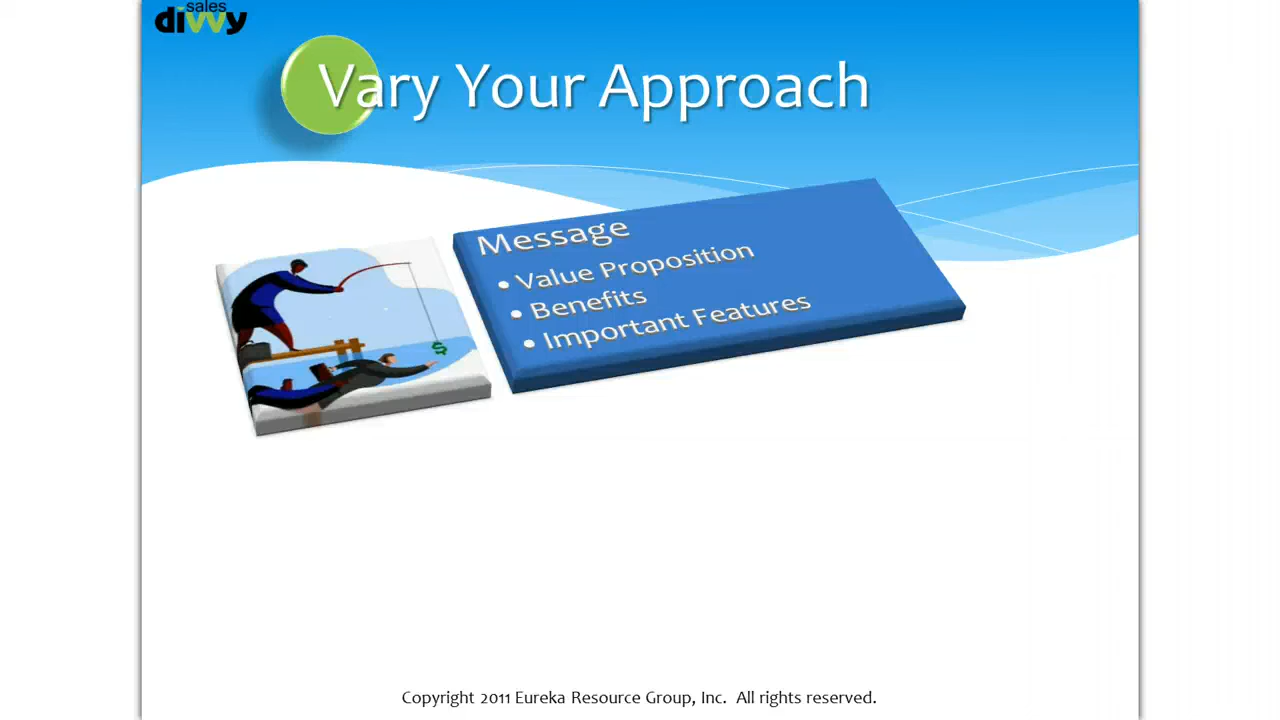 sales
divvy
Vary Your Approach
Message
• Value Proposition
• Benefits
• Important Features
$
Copyright 2011 Eureka Resource Group, Inc. All rights reserved.